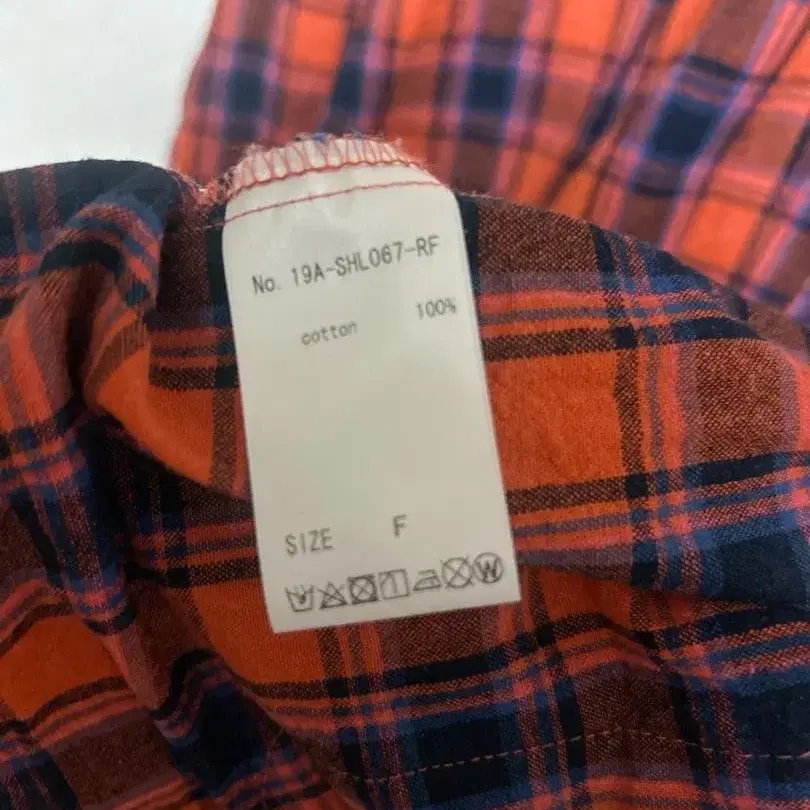 No. 19A-SHL067-RF
cotton 100%
SIZE F
W